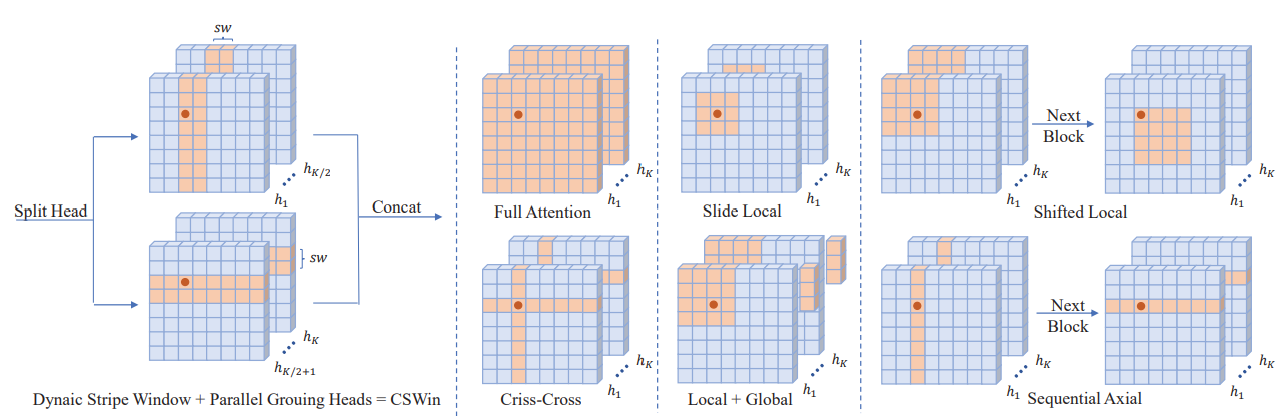 sw
h_{K/2}
h_1
Split Head
Concat
sw
h_K
h_{K/2+1}
Dynaic Stripe Window + Parallel Grouing Heads = CSWin
h_K
h_1
Full Attention
h_K
h_1
Slide Local
h_K
h_1
Next
Block
h_K
h_1
Shifted Local
h_K
h_1
Criss-Cross
h_K
h_1
Local + Global
h_K
h_1
Next
Block
h_K
h_1
Sequential Axial